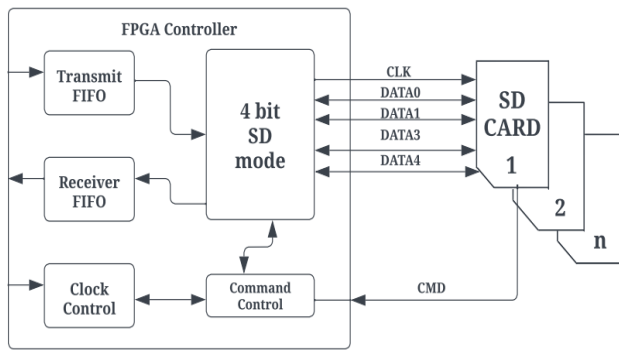 FPGA Controller
Transmit
FIFO
4 bit
SD
mode
Receiver
FIFO
Clock
Control
Command
Control
CLK
DATA0
DATA1
DATA3
DATA4
CMD
SD
CARD
1
2
n